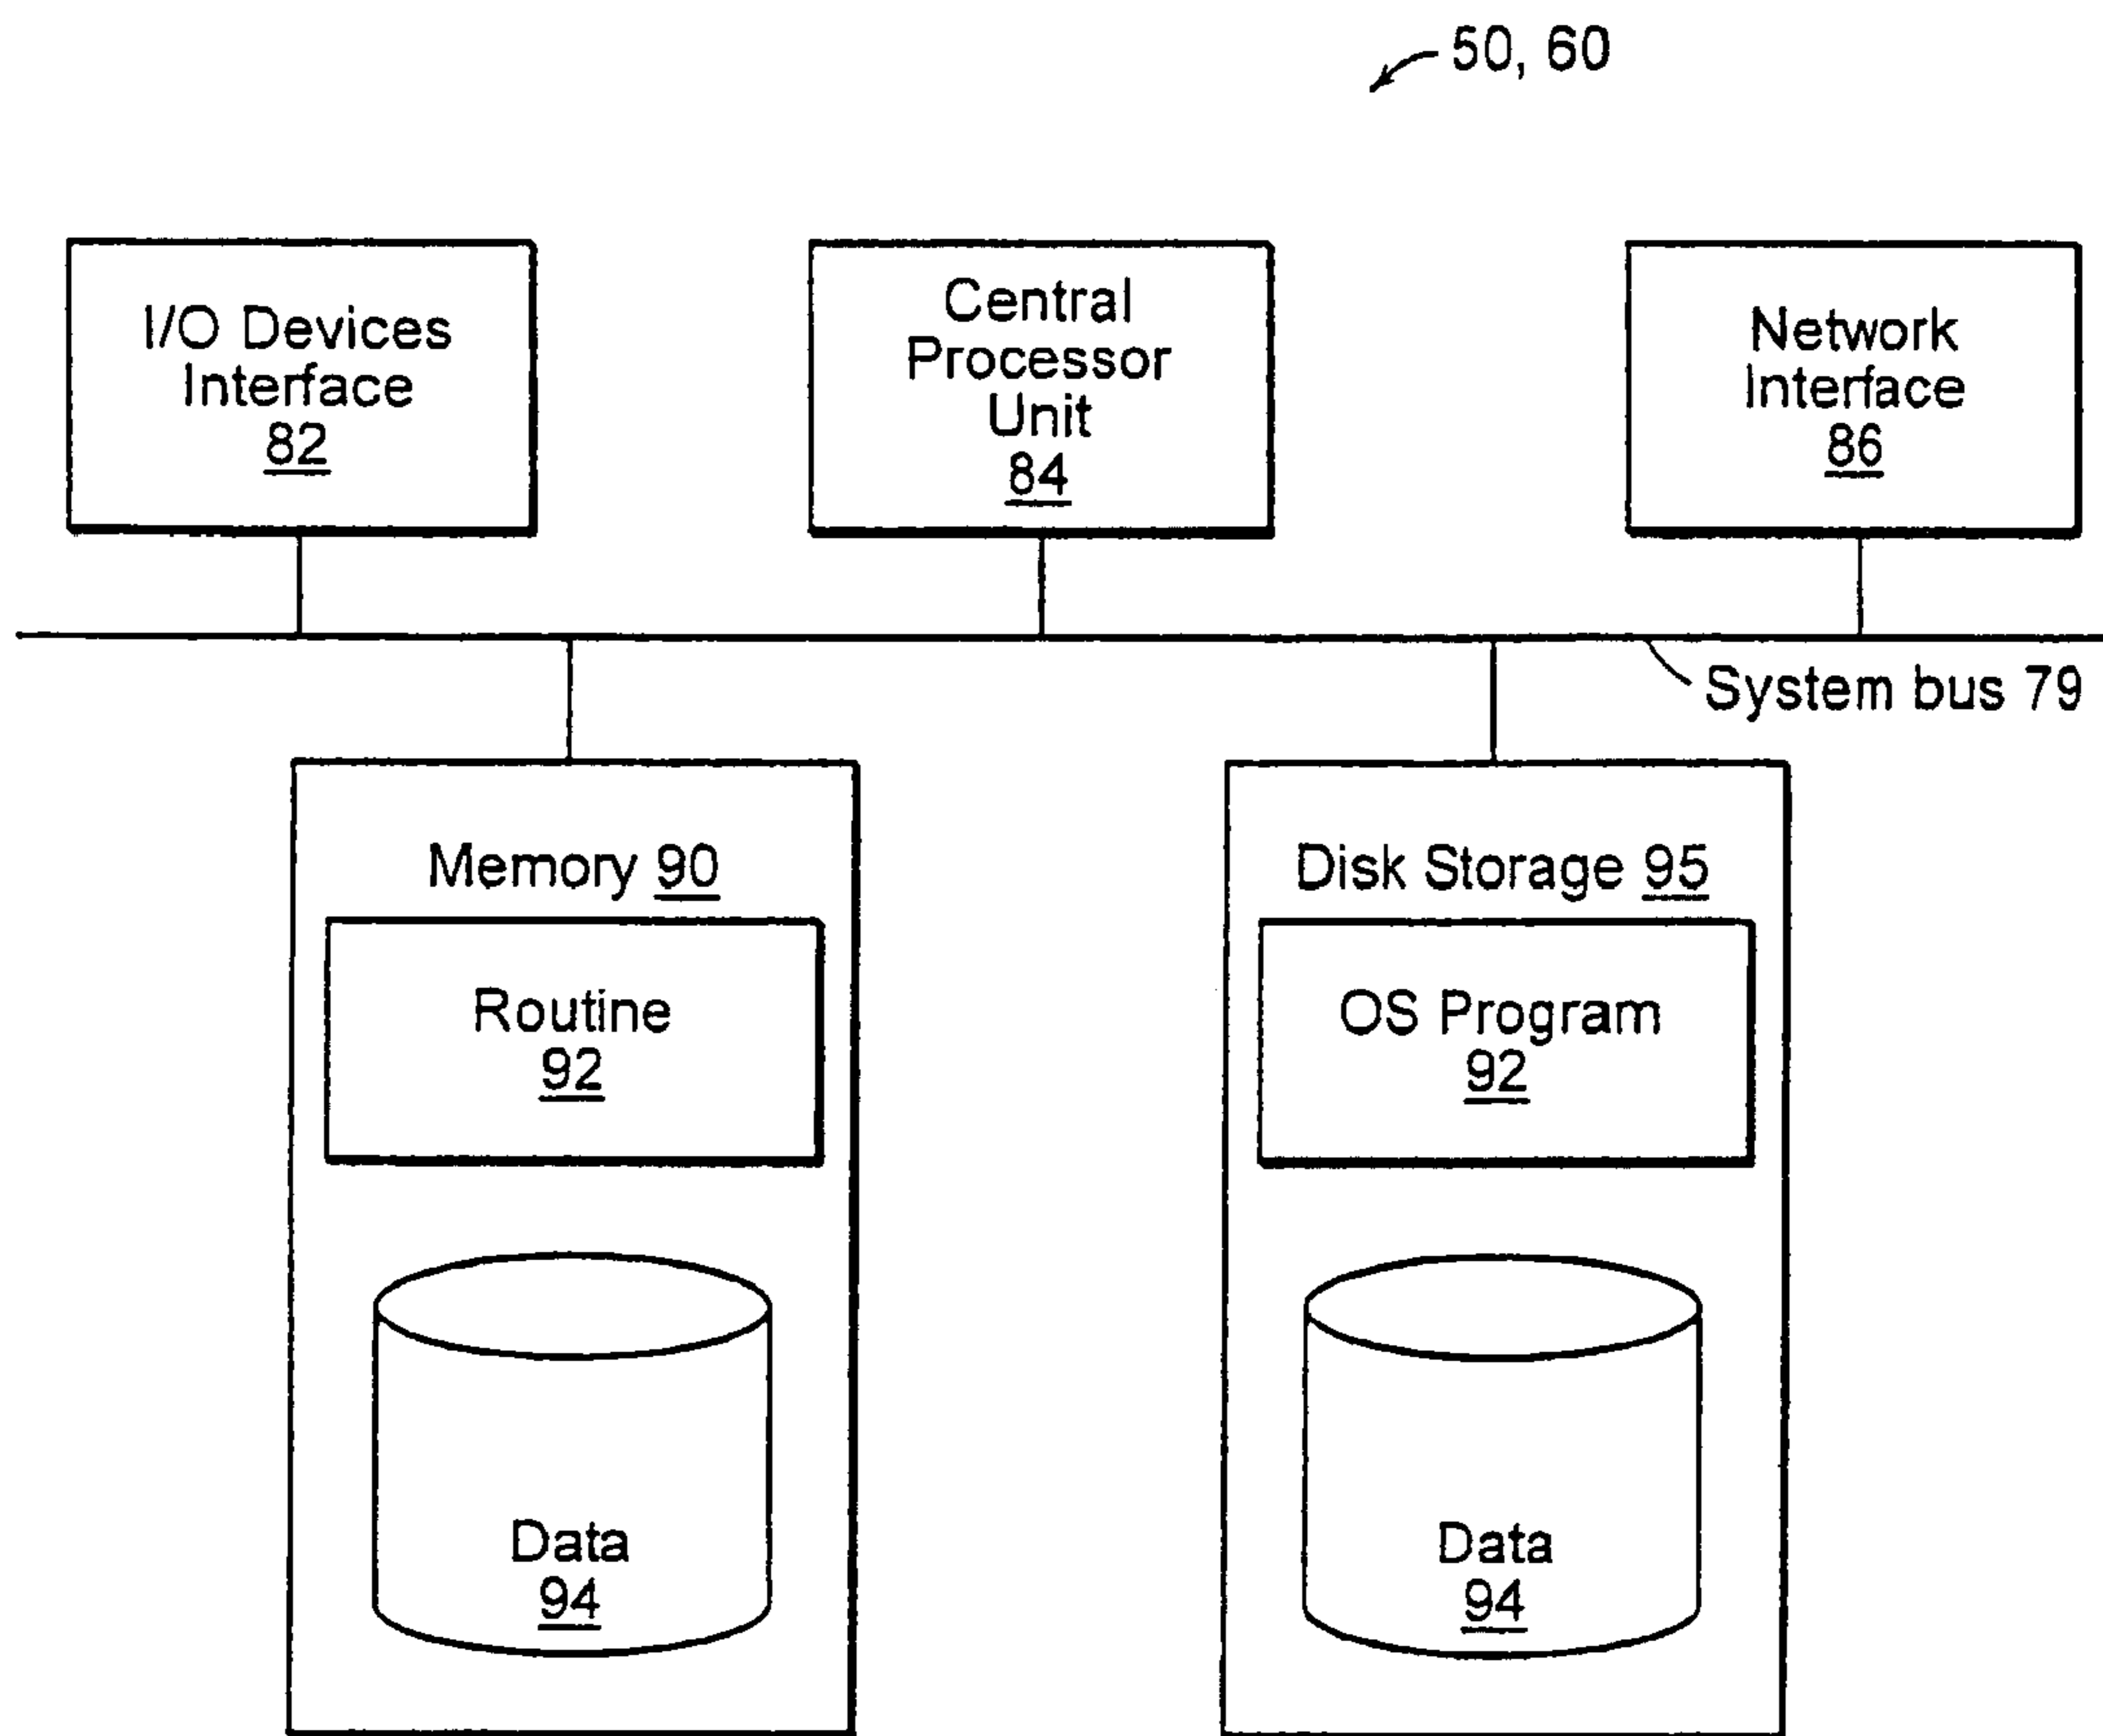 50, 60
I/O Devices
Interface
82
Central
Processor
Unit
84
Network
Interface
86
System bus 79
Memory 90
Routine
92
Data
94
Disk Storage 95
OS Program
92
Data
94